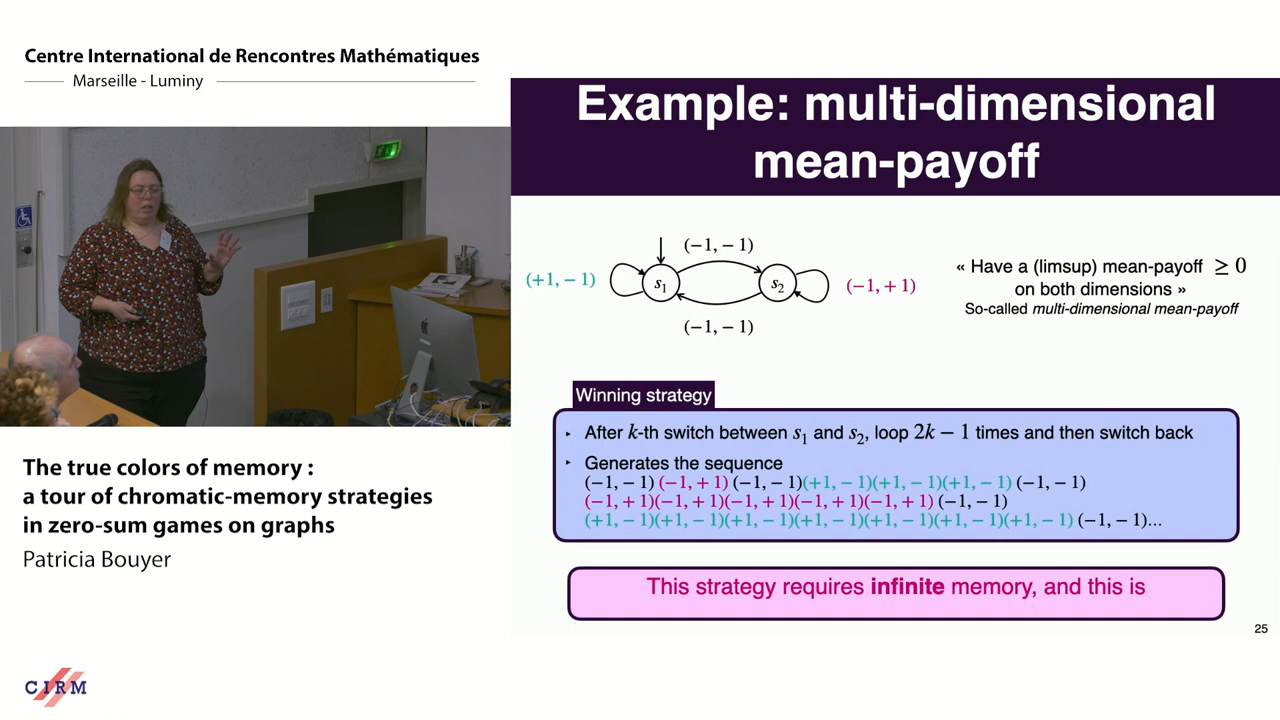 Centre International de Rencontres Mathématiques
Marseille - Luminy
Example: multi-dimensional
mean-payoff
(−1, − 1)
(+1, − 1)
s1
s2
(−1, + 1)
(−1, − 1)
« Have a (limsup) mean-payoff ≥ 0
on both dimensions »
So-called multi-dimensional mean-payoff
Winning strategy
‣ After k-th switch between s1 and s2, loop 2k − 1 times and then switch back
‣ Generates the sequence
(−1, − 1) (−1, + 1) (−1, − 1)(+1, − 1)(+1, − 1)(+1, − 1) (−1, − 1)
(−1, + 1)(−1, + 1)(−1, + 1)(−1, + 1)(−1, + 1) (−1, − 1)
(+1, − 1)(+1, − 1)(+1, − 1)(+1, − 1)(+1, − 1)(+1, − 1)(+1, − 1) (−1, − 1)...
This strategy requires infinite memory, and this is
25
The true colors of memory :
a tour of chromatic-memory strategies
in zero-sum games on graphs
Patricia Bouyer
CIRM